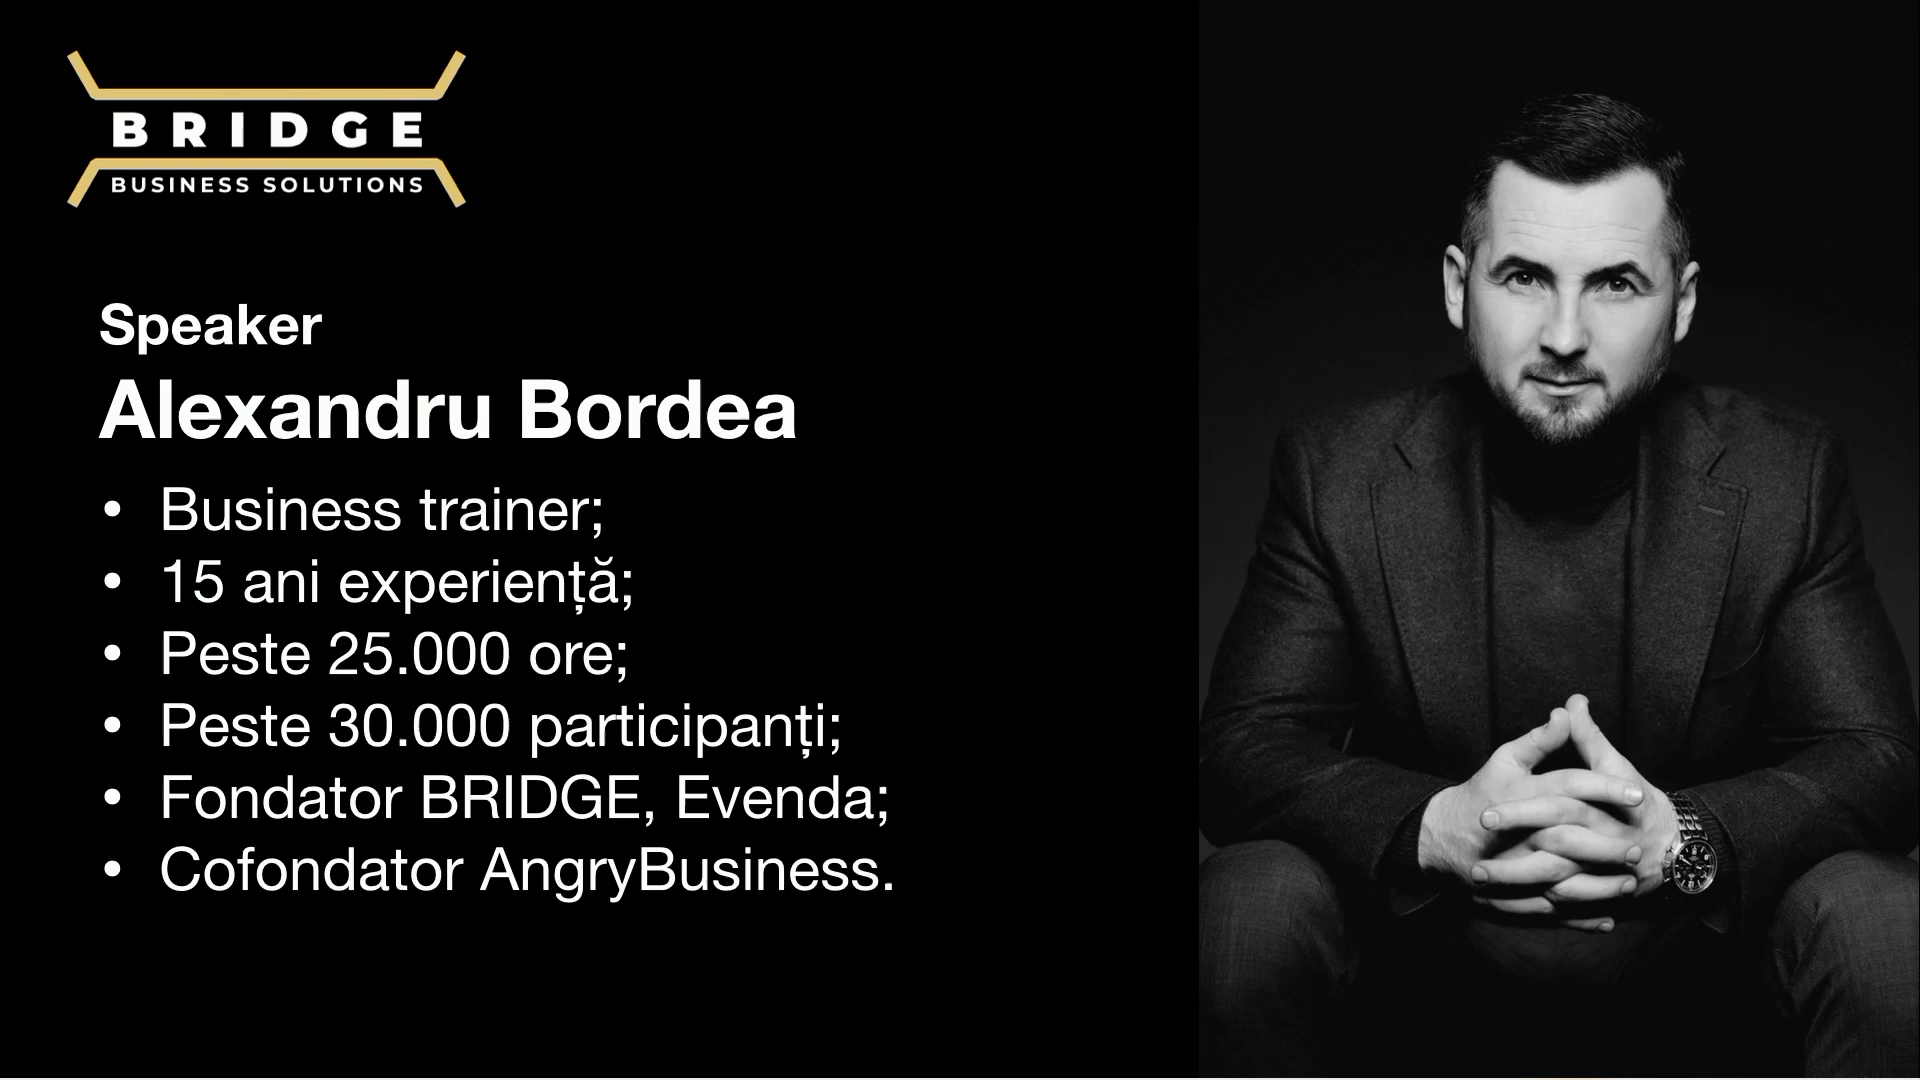 BRIDGE
BUSINESS SOLUTIONS
Speaker
Alexandru Bordea
• Business trainer;
• 15 ani experiență;
• Peste 25.000 ore;
• Peste 30.000 participanți;
• Fondator BRIDGE, Evenda;
• Cofondator AngryBusiness.